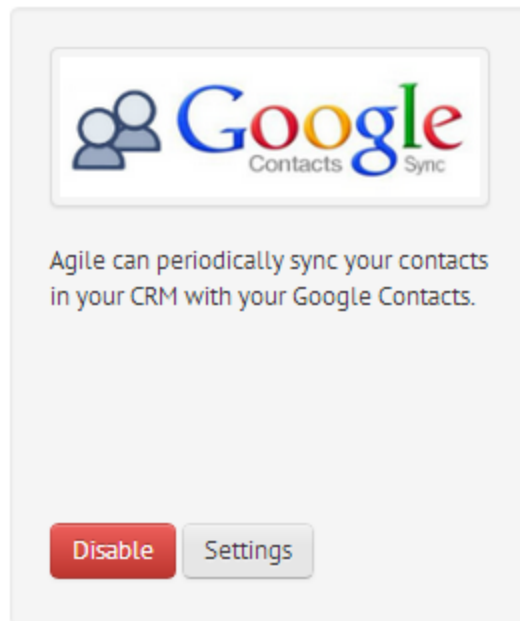 Google
Contacts Sync
Agile can periodically sync your contacts
in your CRM with your Google Contacts.
Disable Settings